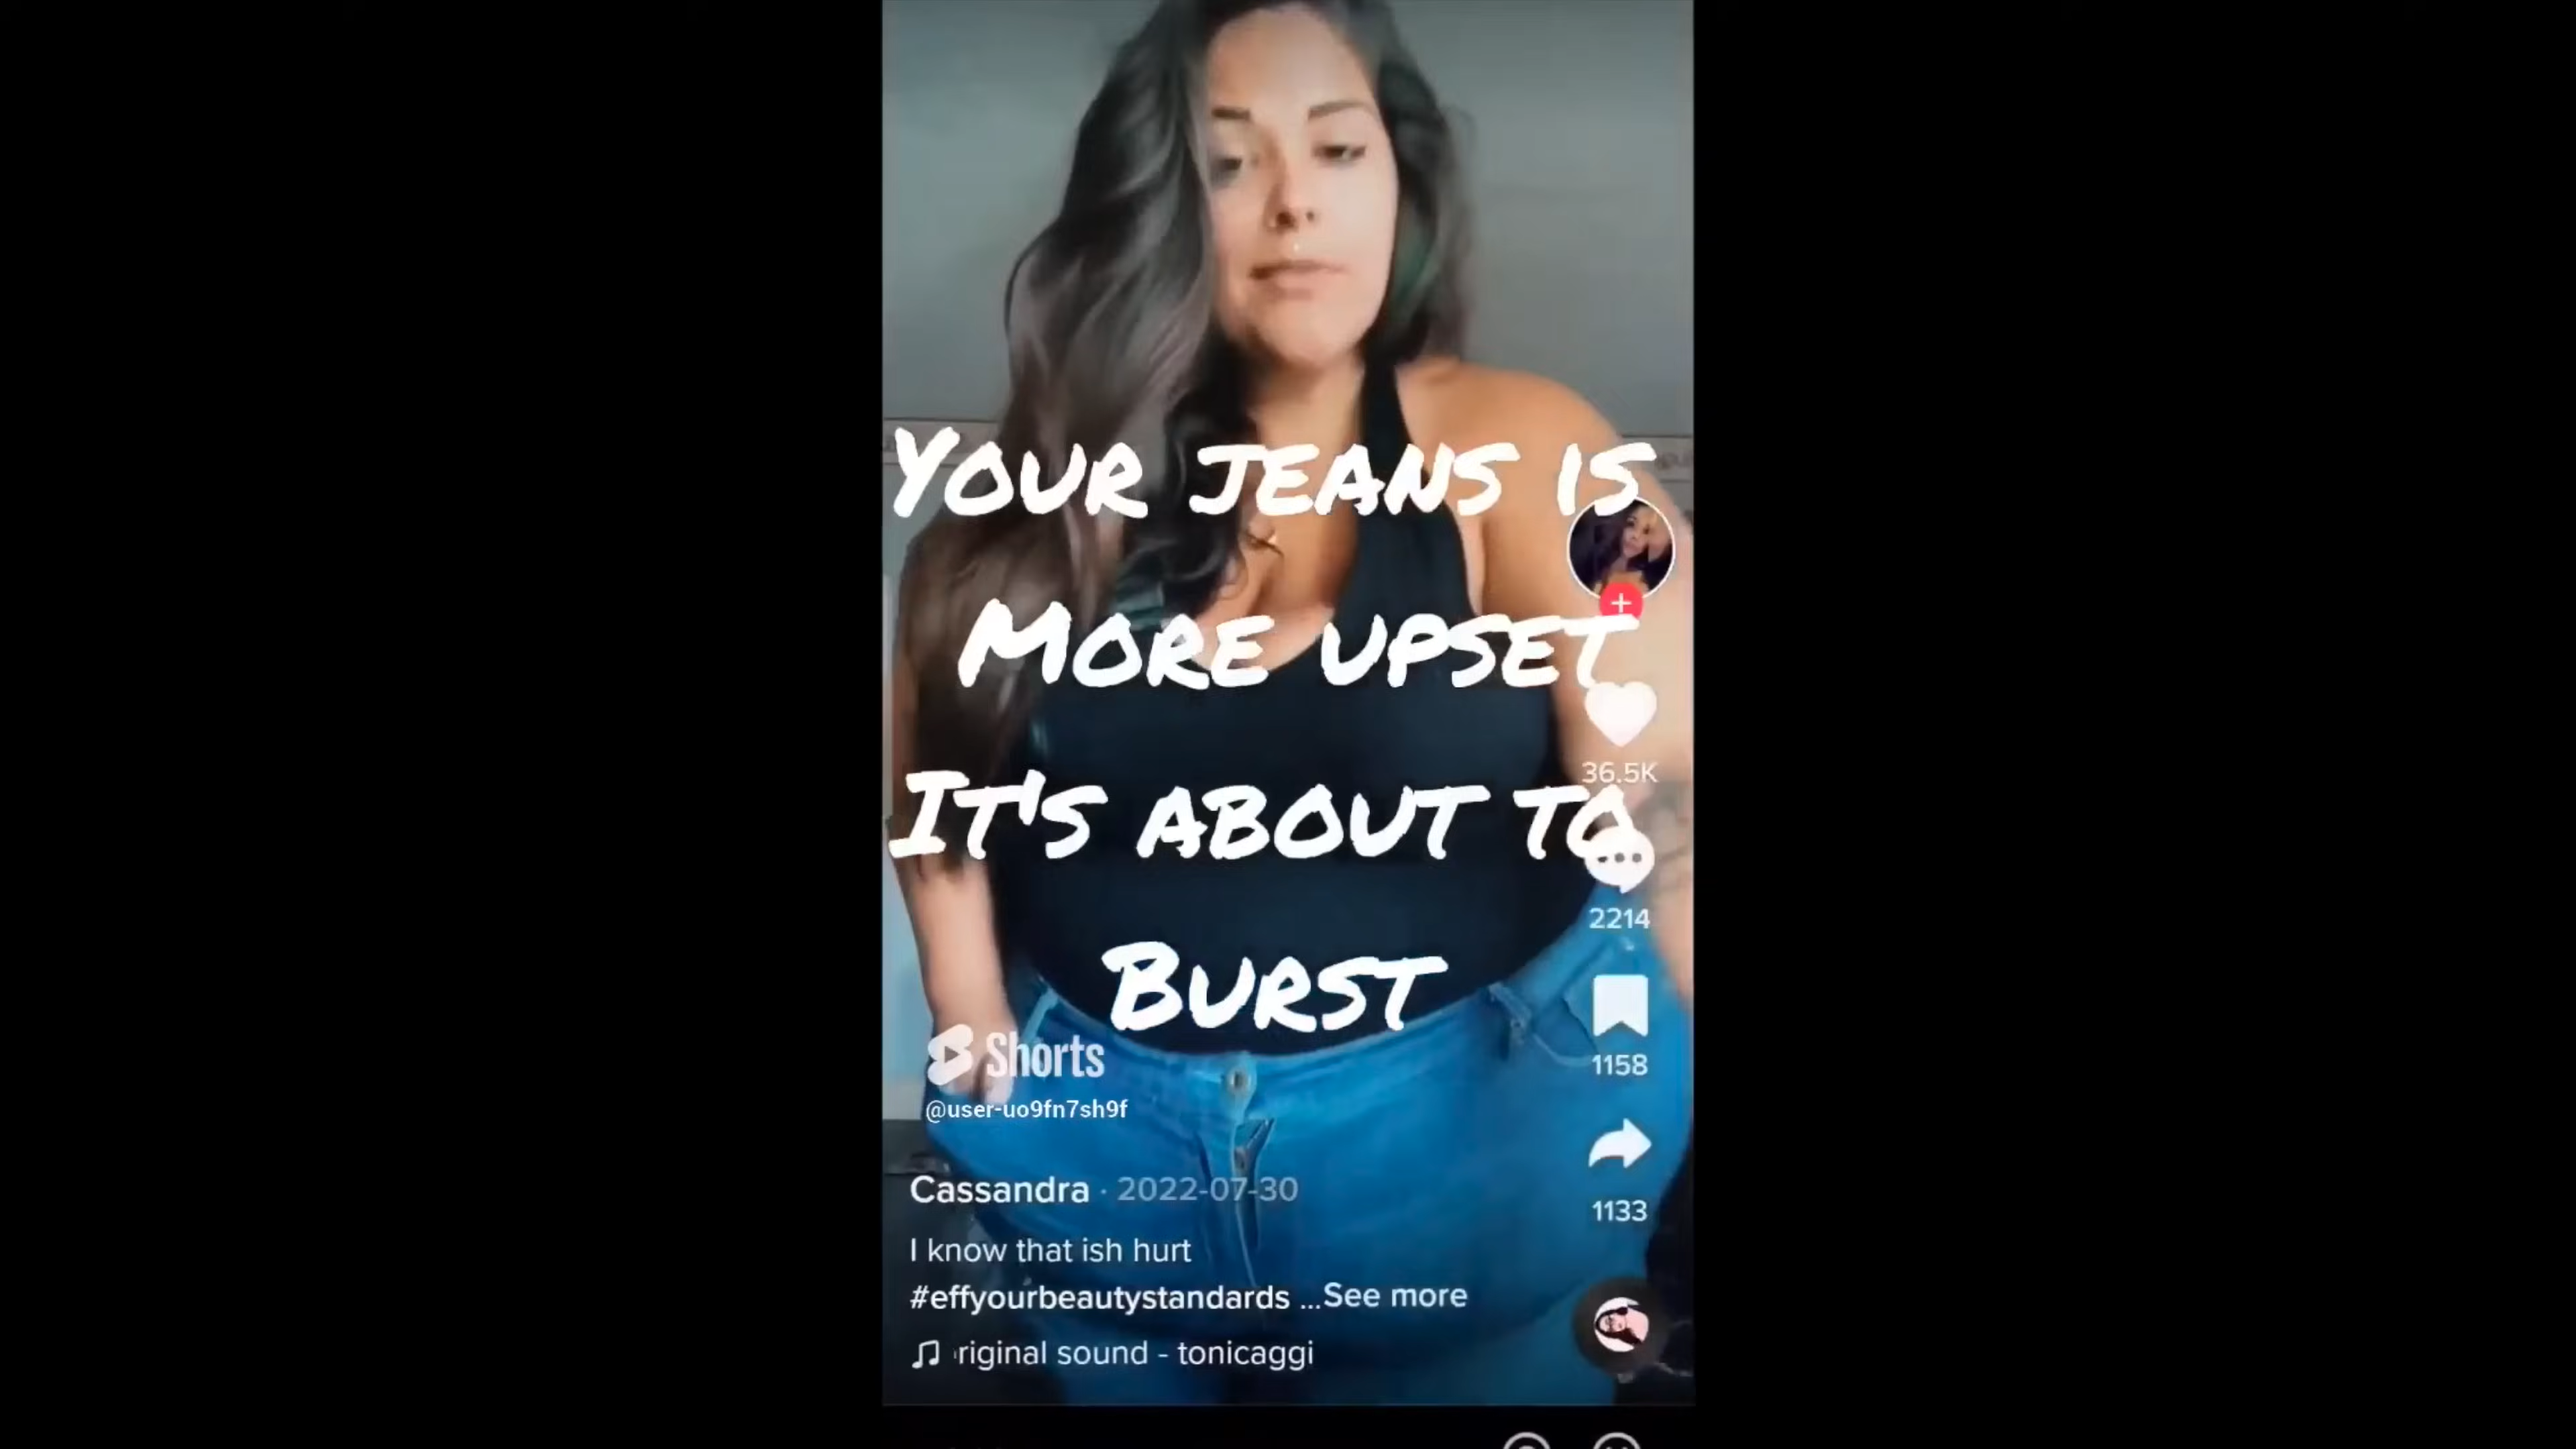 YOUR JEANS IS
MORE UPSET
IT'S ABOUT TO
BURST
36.5K
2214
1158
1133
Shorts
@user-uo9fn7sh9f
Cassandra · 2022-07-30
I know that ish hurt
#effyourbeautystandards ...See more
riginal sound - tonicaggi